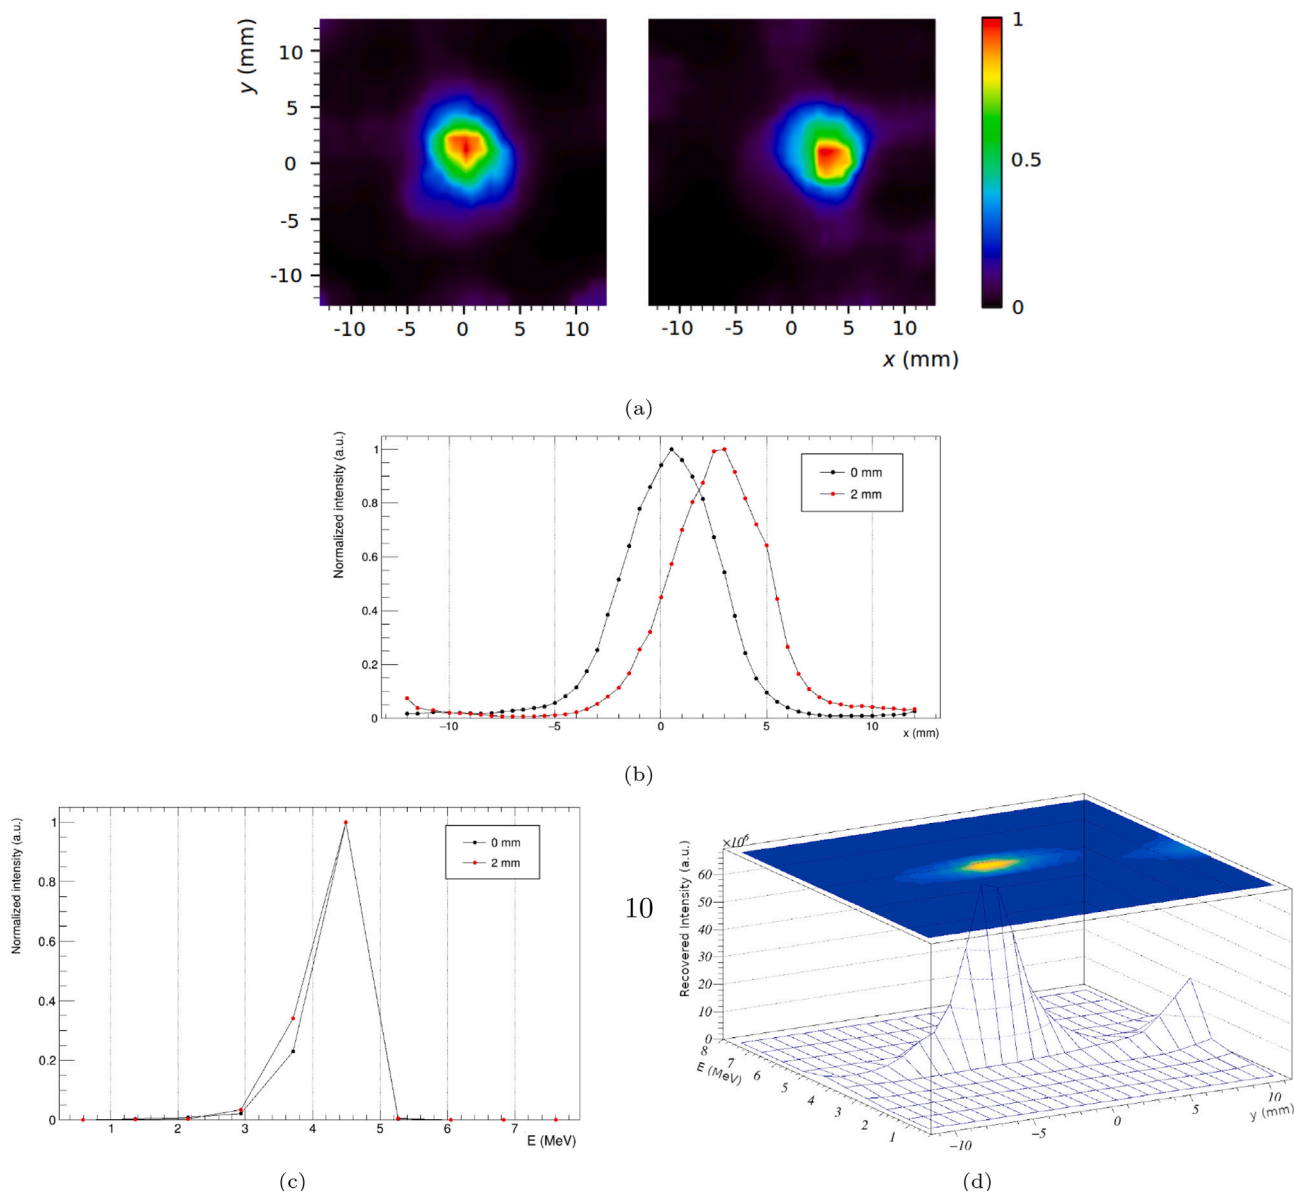 y (mm)
10
5
0
-5
-10
-10 -5 0 5 10
-10 -5 0 5 10
x (mm)
1
0.5
0
(a)
Normalized intensity (a.u.)
1
0.8
0.6
0.4
0.2
0
−10 −5 0 5 10
x (mm)
0 mm
2 mm
(b)
Normalized intensity (a.u.)
1
0.8
0.6
0.4
0.2
0
1 2 3 4 5 6 7
E (MeV)
0 mm
2 mm
(c)
10
Recovered Intensity (a.u.)
×10⁶
60
50
40
30
20
10
0
8 7 6 5 4 3 2 1
E (MeV)
−10 −5 0 5 10
y (mm)
(d)